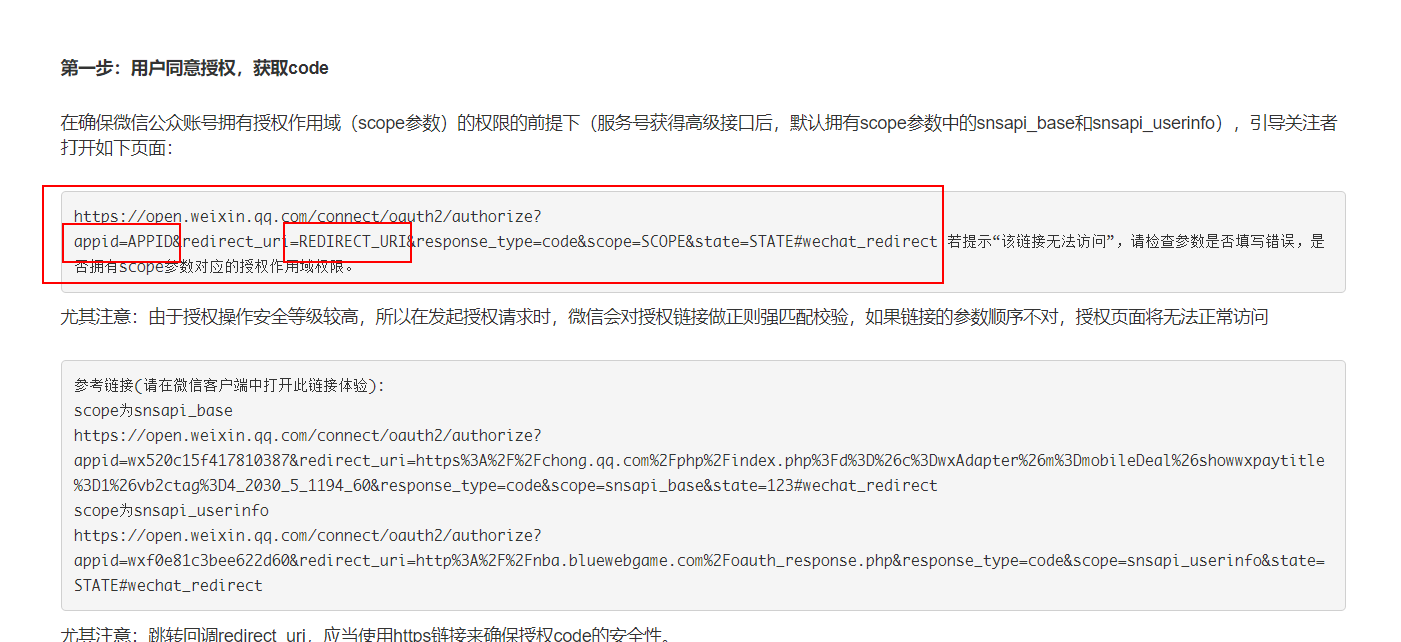 第一步：用户同意授权，获取code
在确保微信公众账号拥有授权作用域（scope参数）的权限的前提下（服务号获得高级接口后，默认拥有scope参数中的snsapi_base和snsapi_userinfo），引导关注者
打开如下页面：
https://open.weixin.qq.com/connect/oauth2/authorize?
appid=APPID&redirect_uri=REDIRECT_URI&response_type=code&scope=SCOPE&state=STATE#wechat_redirect 若提示“该链接无法访问”，请检查参数是否填写错误，是
否拥有scope参数对应的授权作用域权限。
尤其注意：由于授权操作安全等级较高，所以在发起授权请求时，微信会对授权链接做正则强匹配校验，如果链接的参数顺序不对，授权页面将无法正常访问
参考链接(请在微信客户端中打开此链接体验):
scope为snsapi_base
https://open.weixin.qq.com/connect/oauth2/authorize?
appid=wx520c15f417810387&redirect_uri=https%3A%2F%2Fchong.qq.com%2Fphp%2Findex.php%3Fd%3D%26c%3DwxAdapter%26m%3DmobileDeal%26showwxpaytitle
%3D1%26vb2ctag%3D4_2030_5_1194_60&response_type=code&scope=snsapi_base&state=123#wechat_redirect
scope为snsapi_userinfo
https://open.weixin.qq.com/connect/oauth2/authorize?
appid=wxf0e81c3bee622d60&redirect_uri=http%3A%2F%2Fnba.bluewebgame.com%2Foauth_response.php&response_type=code&scope=snsapi_userinfo&state=
STATE#wechat_redirect
尤其注意：跳转回调redirect_uri，应当使用https链接来确保授权code的安全性。